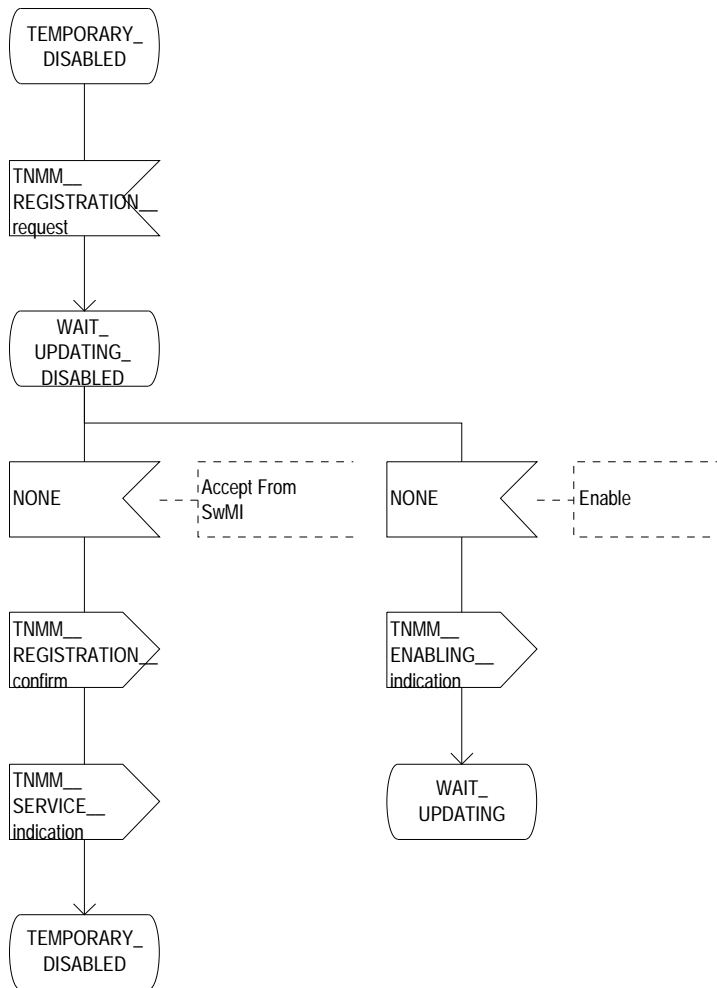 TEMPORARY_
DISABLED
TNMM__
REGISTRATION__
request
WAIT_
UPDATING_
DISABLED
NONE
Accept From
SwMI
NONE
Enable
TNMM__
REGISTRATION__
confirm
TNMM__
ENABLING__
indication
TNMM__
SERVICE__
indication
WAIT_
UPDATING
TEMPORARY_
DISABLED